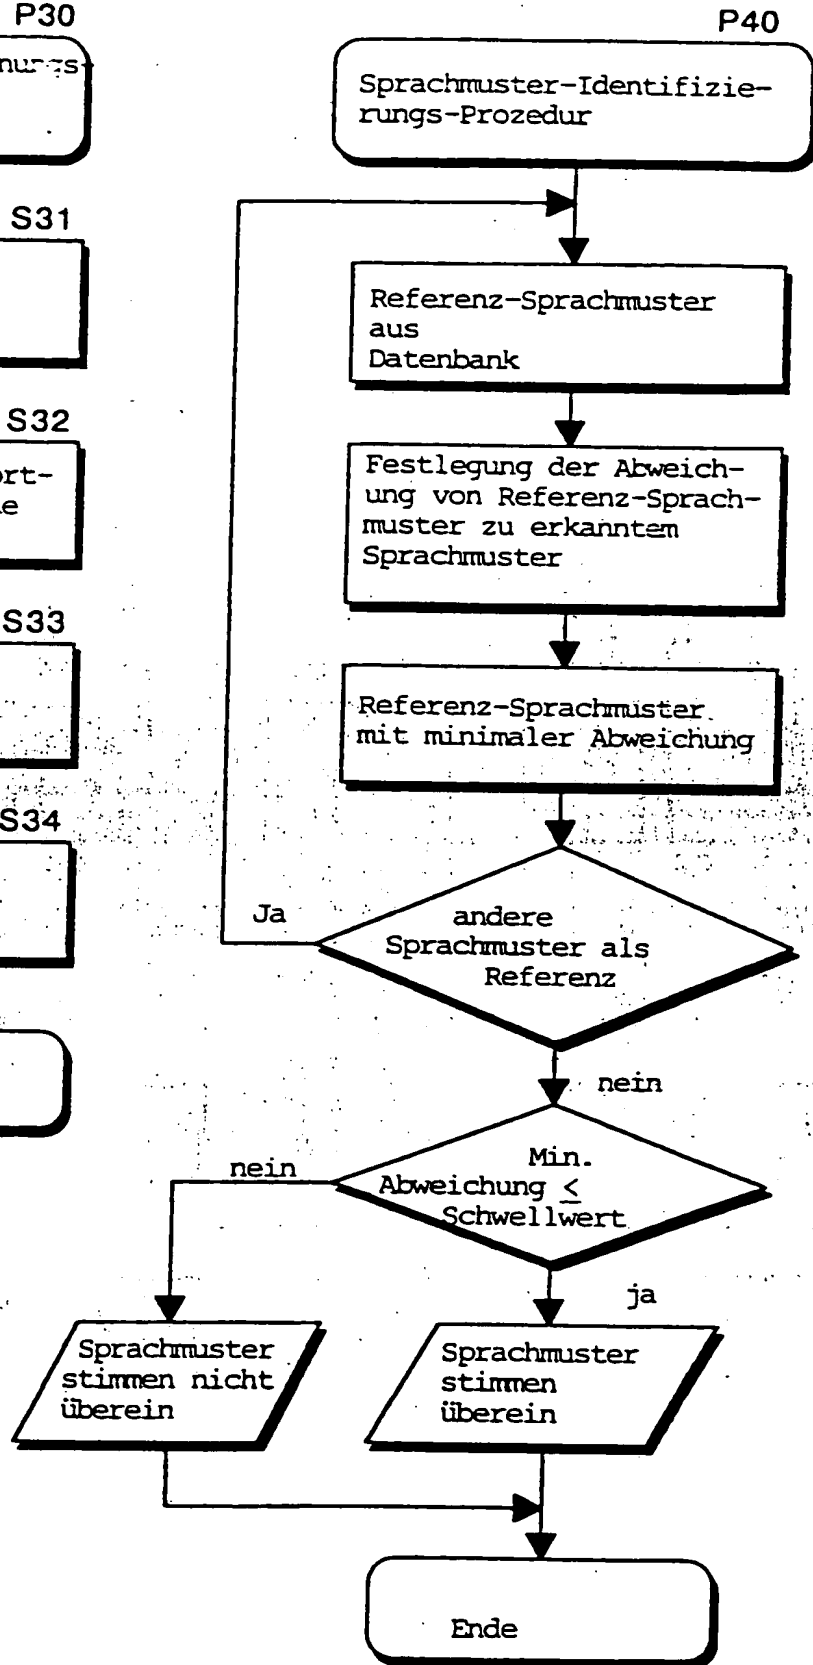 P30
S31
S32
S33
S34
P40
Sprachmuster-Identifizie-
rungs-Prozedur
Referenz-Sprachmuster
aus
Datenbank
Festlegung der Abweich-
ung von Referenz-Sprach-
muster zu erkanntem
Sprachmuster
Referenz-Sprachmuster
mit minimaler Abweichung
Ja
andere
Sprachmuster als
Referenz
nein
nein
Min.
Abweichung ≤
Schwellwert
ja
Sprachmuster
stimmen nicht
überein
Sprachmuster
stimmen
überein
Ende